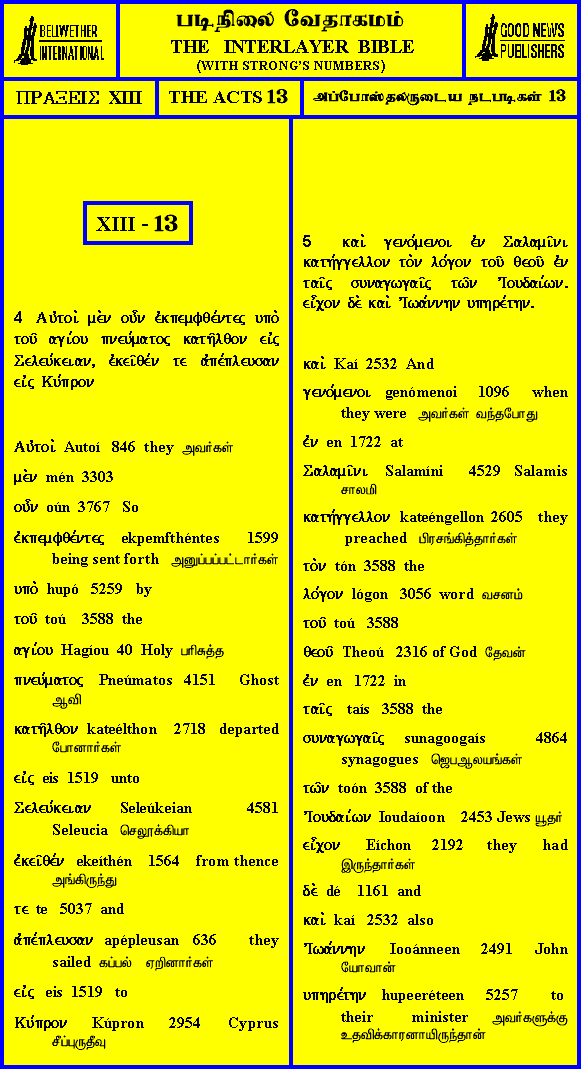 BELLWETHER
INTERNATIONAL
படிநிலை வேதாகமம்
THE INTERLAYER BIBLE
(WITH STRONG'S NUMBERS)
GOOD NEWS
PUBLISHERS
ΠΡΑΞΕΙΣ XIII
THE ACTS 13
அப்போஸ்தலருடைய நடபடிகள் 13
XIII - 13
4 Αὐτοὶ μὲν οὖν ἐκπεμφθέντες υπὸ
τοῦ αγίου πνεύματος κατῆλθον εἰς
Σελεύκειαν, ἐκεῖθέν τε ἀπέπλευσαν
εἰς Κύπρον
Αὐτοὶ Autoí 846 they அவர்கள்
μὲν mén 3303
οὖν oún 3767 So
ἐκπεμφθέντες ekpemfthéntes 1599
being sent forth அனுப்பப்பட்டார்கள்
υπὸ hupó 5259 by
τοῦ toú 3588 the
αγίου Hagíou 40 Holy பரிசுத்த
πνεύματος Pneúmatos 4151 Ghost
ஆவி
κατῆλθον kateélthon 2718 departed
போனார்கள்
εἰς eis 1519 unto
Σελεύκειαν Seleúkeian 4581
Seleucia செலூக்கியா
ἐκεῖθέν ekeíthén 1564 from thence
அங்கிருந்து
τε te 5037 and
ἀπέπλευσαν apépleusan 636 they
sailed கப்பல் ஏறினார்கள்
εἰς eis 1519 to
Κύπρον Kúpron 2954 Cyprus
சீப்புருதீவு
5 καὶ γενόμενοι ἐν Σαλαμῖνι
κατήγγελλον τὸν λόγον τοῦ θεοῦ ἐν
ταῖς συναγωγαῖς τῶν Ἰουδαίων.
εἶχον δὲ καὶ Ἰωάννην υπηρέτην.
καὶ Kaí 2532 And
γενόμενοι genómenoi 1096 when
they were அவர்கள் வந்தபோது
ἐν en 1722 at
Σαλαμῖνι Salamíni 4529 Salamis
சாலமி
κατήγγελλον kateéngellon 2605 they
preached பிரசங்கித்தார்கள்
τὸν tón 3588 the
λόγον lógon 3056 word வசனம்
τοῦ toú 3588
θεοῦ Theoú 2316 of God தேவன்
ἐν en 1722 in
ταῖς taís 3588 the
συναγωγαῖς sunagoogaís 4864
synagogues ஜெபஆலயங்கள்
τῶν toón 3588 of the
Ἰουδαίων Ioudaíoon 2453 Jews யூதர்
εἶχον Eíchon 2192 they had
இருந்தார்கள்
δὲ dé 1161 and
καὶ kaí 2532 also
Ἰωάννην Iooánneen 2491 John
யோவான்
υπηρέτην hupeeréteen 5257 to
their minister அவர்களுக்கு
உதவிக்காரனாயிருந்தான்